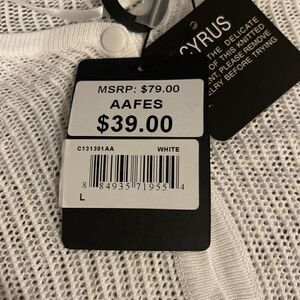 MSRP: $79.00
AAFES
$39.00
C131301AA WHITE
8 84935 71955 4
L
CYRUS
THE DELICATE
OF THIS KNITTED
PLEASE REMOVE
BEFORE TRYING